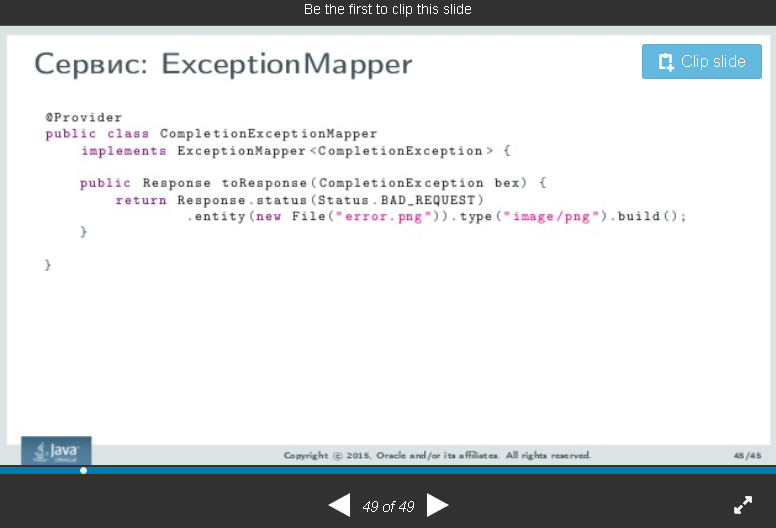 Be the first to clip this slide
Сервис: ExceptionMapper
Clip slide
@Provider
public class CompletionExceptionMapper
implements ExceptionMapper<CompletionException> {
public Response toResponse(CompletionException bex) {
return Response.status(Status.BAD_REQUEST)
.entity(new File("error.png")).type("image/png").build();
}
}
Java
ORACLE
Copyright © 2015, Oracle and/or its affiliates. All rights reserved.
45/45
49 of 49